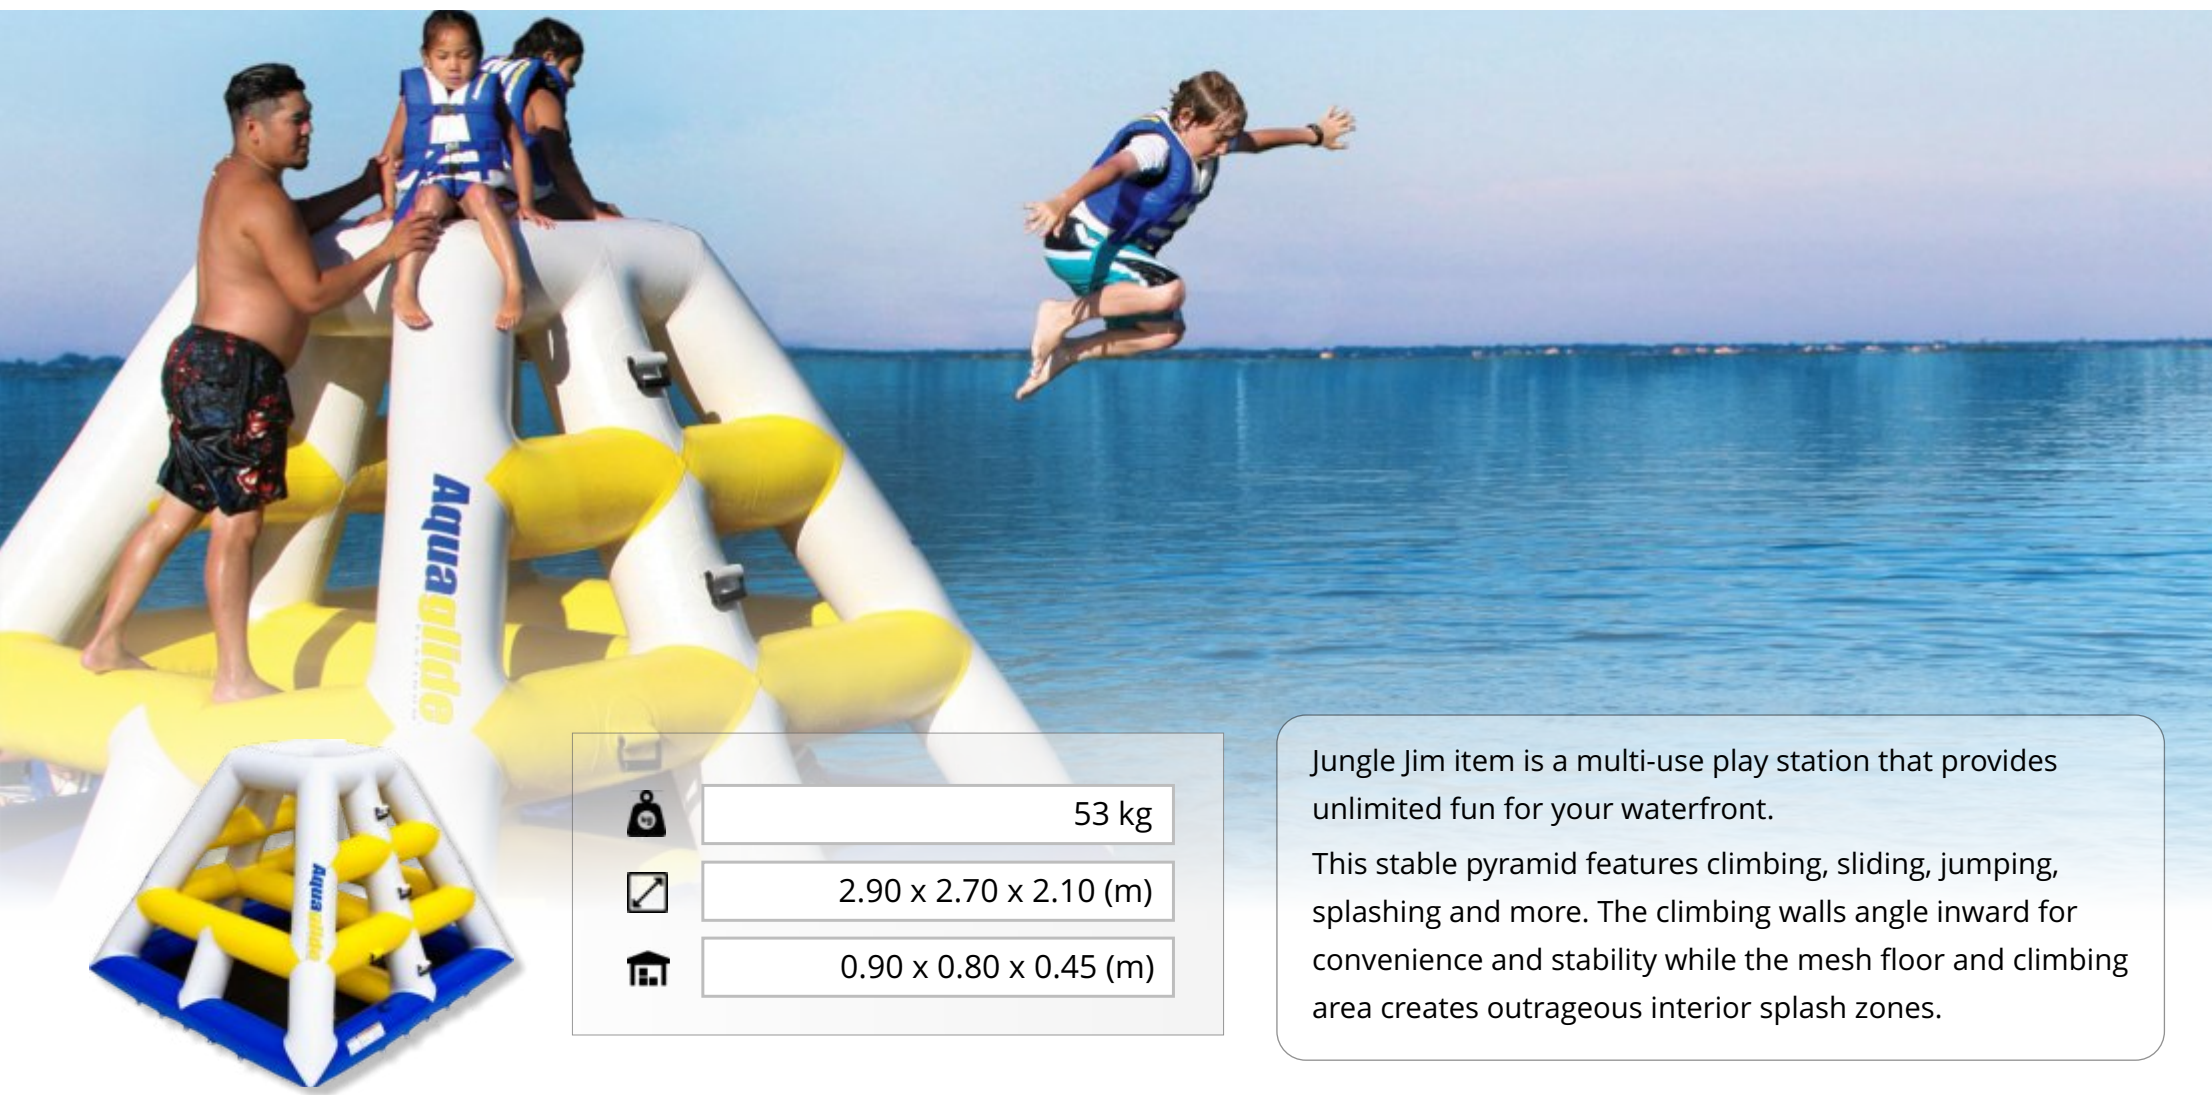 Aquaglide
Aquaglide
kg
53 kg
2.90 x 2.70 x 2.10 (m)
0.90 x 0.80 x 0.45 (m)
Jungle Jim item is a multi-use play station that provides
unlimited fun for your waterfront.
This stable pyramid features climbing, sliding, jumping,
splashing and more. The climbing walls angle inward for
convenience and stability while the mesh floor and climbing
area creates outrageous interior splash zones.